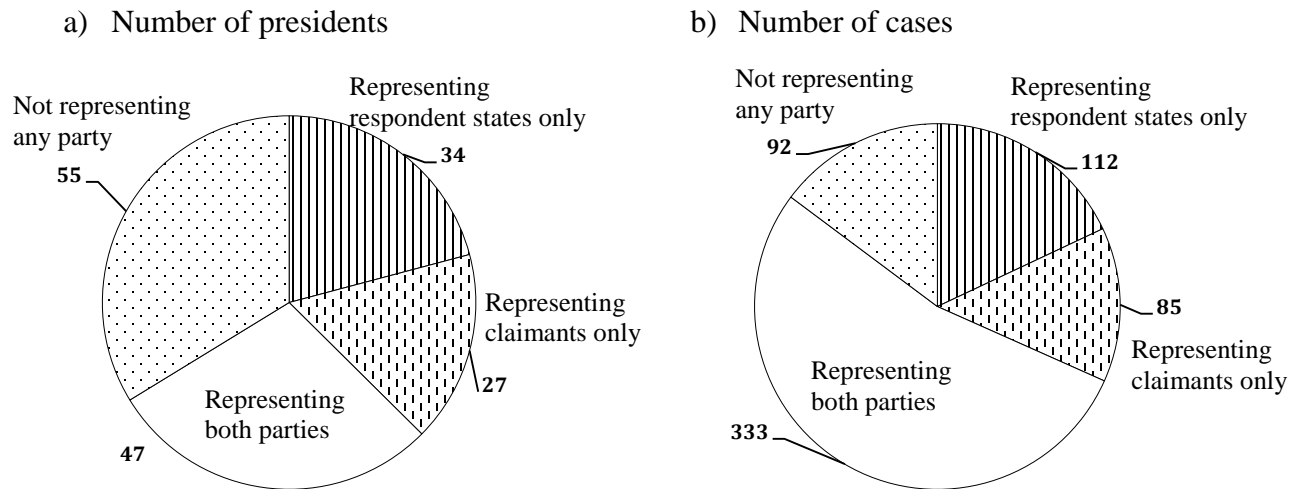 a) Number of presidents
Not representing
any party
55
Representing
respondent states only
34
Representing
claimants only
27
Representing
both parties
47
b) Number of cases
Not representing
any party
92
Representing
respondent states only
112
85
Representing
claimants only
Representing
both parties
333